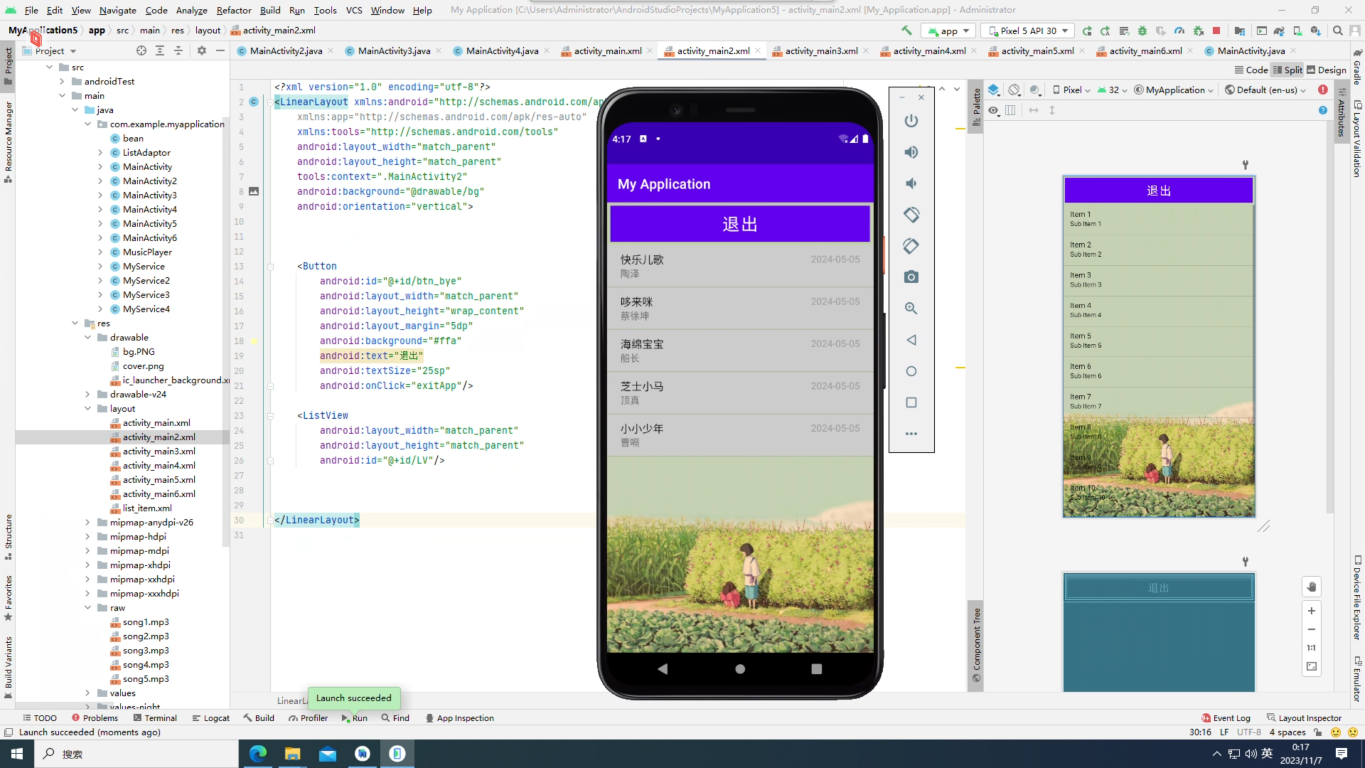 File Edit View Navigate Code Analyze Refactor Build Run Tools VCS Window Help My Application [C:\Users\Administrator\AndroidStudioProjects\MyApplication5] - activity_main2.xml [My_Application.app] - Administrator
MyApplication5 app src main res layout activity_main2.xml
app Pixel 5 API 30
Project
MainActivity2.java MainActivity3.java MainActivity4.java activity_main.xml activity_main2.xml activity_main3.xml activity_main4.xml activity_main5.xml activity_main6.xml MainActivity.java
Code Split Design
Project
Resource Manager
Structure
Favorites
Build Variants
src
androidTest
main
java
com.example.myapplication
bean
ListAdaptor
MainActivity
MainActivity2
MainActivity3
MainActivity4
MainActivity5
MainActivity6
MusicPlayer
MyService
MyService2
MyService3
MyService4
res
drawable
bg.PNG
cover.png
ic_launcher_background.x
drawable-v24
layout
activity_main.xml
activity_main2.xml
activity_main3.xml
activity_main4.xml
activity_main5.xml
activity_main6.xml
list_item.xml
mipmap-anydpi-v26
mipmap-hdpi
mipmap-mdpi
mipmap-xhdpi
mipmap-xxhdpi
mipmap-xxxhdpi
raw
song1.mp3
song2.mp3
song3.mp3
song4.mp3
song5.mp3
values
values-night
1 <?xml version="1.0" encoding="utf-8"?>
2 <LinearLayout xmlns:android="http://schemas.android.com/ap
3 xmlns:app="http://schemas.android.com/apk/res-auto"
4 xmlns:tools="http://schemas.android.com/tools"
5 android:layout_width="match_parent"
6 android:layout_height="match_parent"
7 tools:context=".MainActivity2"
8 android:background="@drawable/bg"
9 android:orientation="vertical">
10
11
12
13 <Button
14 android:id="@+id/btn_bye"
15 android:layout_width="match_parent"
16 android:layout_height="wrap_content"
17 android:layout_margin="5dp"
18 android:background="#ffa"
19 android:text="退出"
20 android:textSize="25sp"
21 android:onClick="exitApp"/>
22
23 <ListView
24 android:layout_width="match_parent"
25 android:layout_height="match_parent"
26 android:id="@+id/LV"/>
27
28
29
30 </LinearLayout>
31
4:17
My Application
退出
快乐儿歌 2024-05-05
陶泽
哆来咪 2024-05-05
蔡徐坤
海绵宝宝 2024-05-05
船长
芝士小马 2024-05-05
顶真
小小少年 2024-05-05
Palette
Component Tree
Pixel 32 MyApplication Default (en-us)
退出
Item 1
Sub Item 1
Item 2
Sub Item 2
Item 3
Sub Item 3
Item 4
Sub Item 4
Item 5
Sub Item 5
Item 6
Sub Item 6
Item 7
Sub Item 7
Item 8
Sub Item 8
Item 9
Sub Item 9
Item 10
Sub Item 10
退出
1:1
Gradle
Attributes
Layout Validation
Device File Explorer
Emulator
LinearLa
Launch succeeded
TODO Problems Terminal Logcat Build Profiler Run Find App Inspection Event Log Layout Inspector
Launch succeeded (moments ago) 30:16 LF UTF-8 4 spaces
搜索
英 0:17
2023/11/7